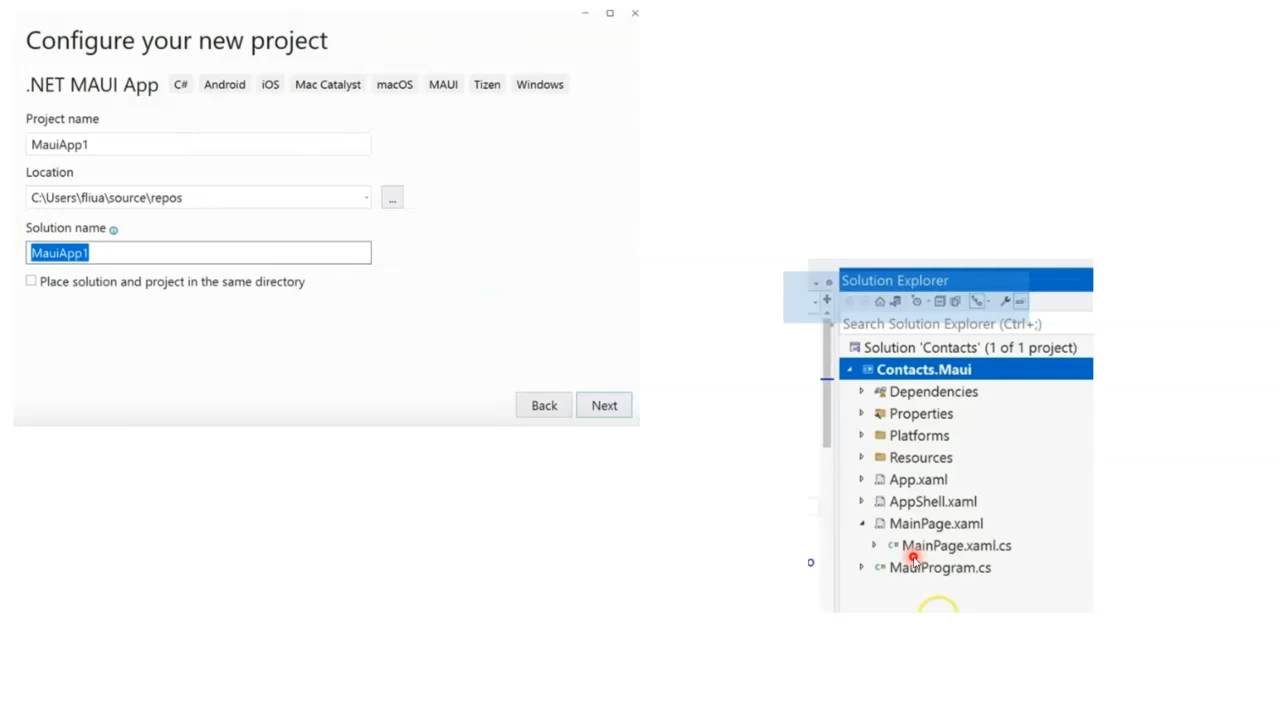 Configure your new project
.NET MAUI App C# Android iOS Mac Catalyst macOS MAUI Tizen Windows
Project name
MauiApp1
Location
C:\Users\fliua\source\repos
...
Solution name
MauiApp1
Place solution and project in the same directory
Back Next
Solution Explorer
Search Solution Explorer (Ctrl+;)
Solution 'Contacts' (1 of 1 project)
Contacts.Maui
Dependencies
Properties
Platforms
Resources
App.xaml
AppShell.xaml
MainPage.xaml
C# MainPage.xaml.cs
C# MauiProgram.cs